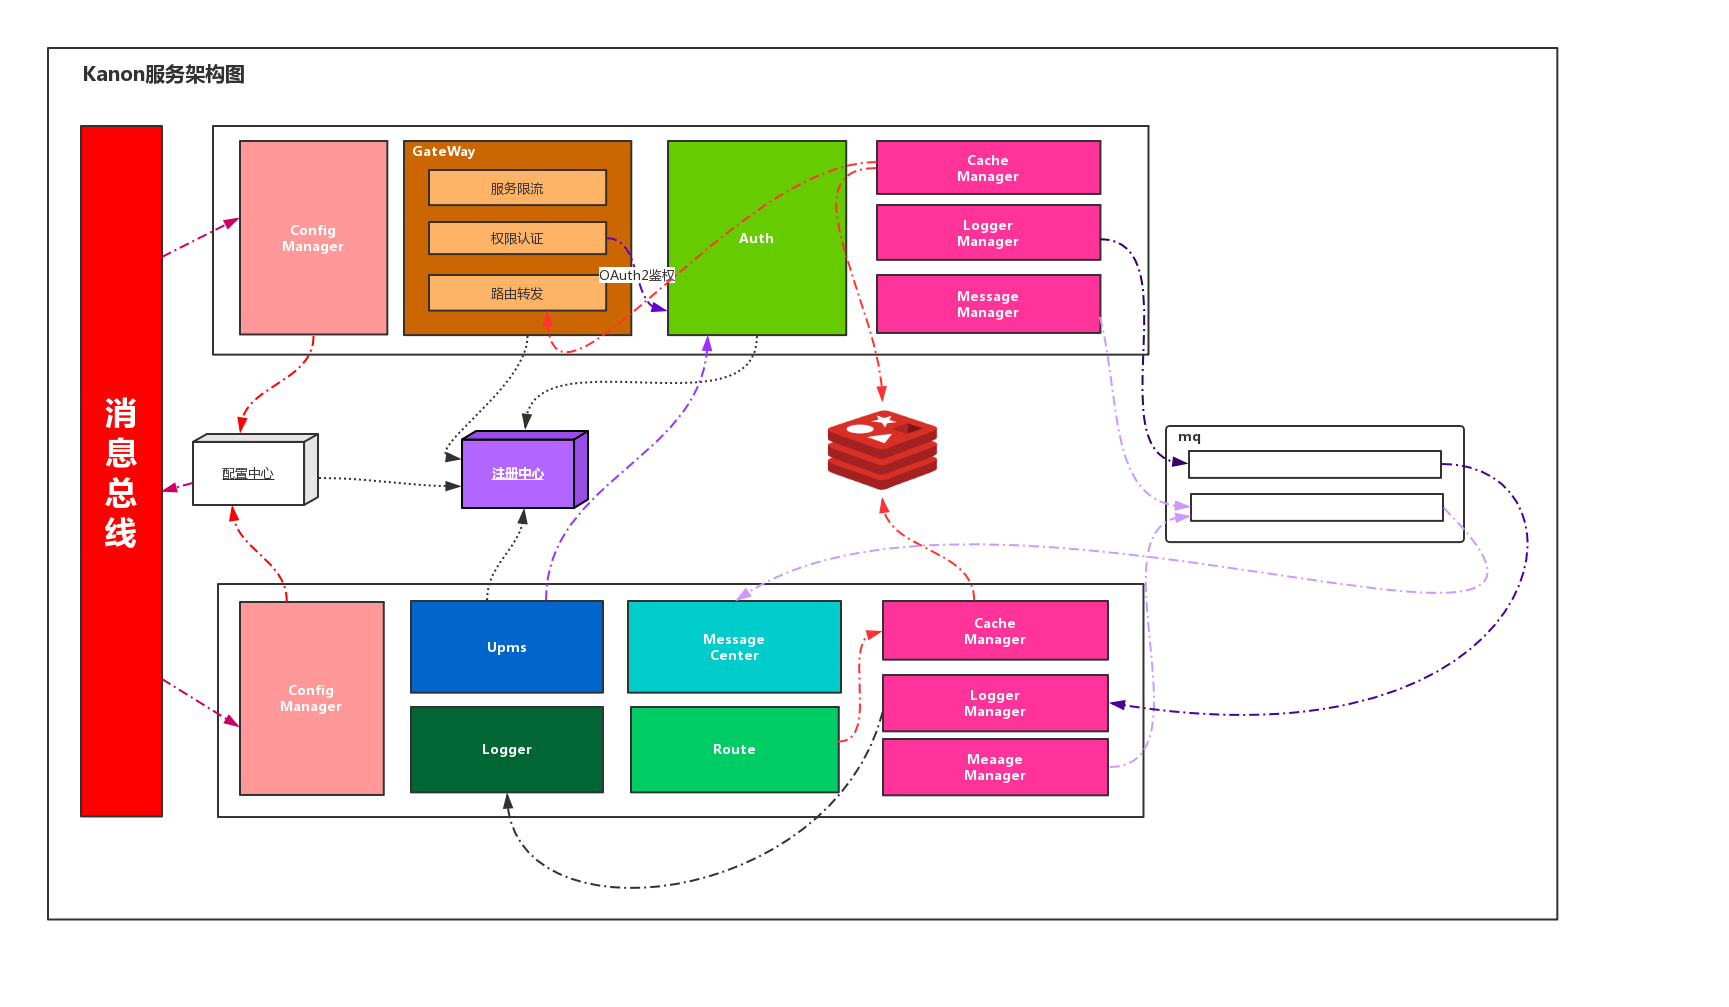 Kanon服务架构图
消
息
总
线
Config
Manager
GateWay
服务限流
权限认证
OAuth2鉴权
路由转发
Auth
Cache
Manager
Logger
Manager
Message
Manager
配置中心
注册中心
mq
Config
Manager
Upms
Message
Center
Logger
Route
Cache
Manager
Logger
Manager
Meaage
Manager